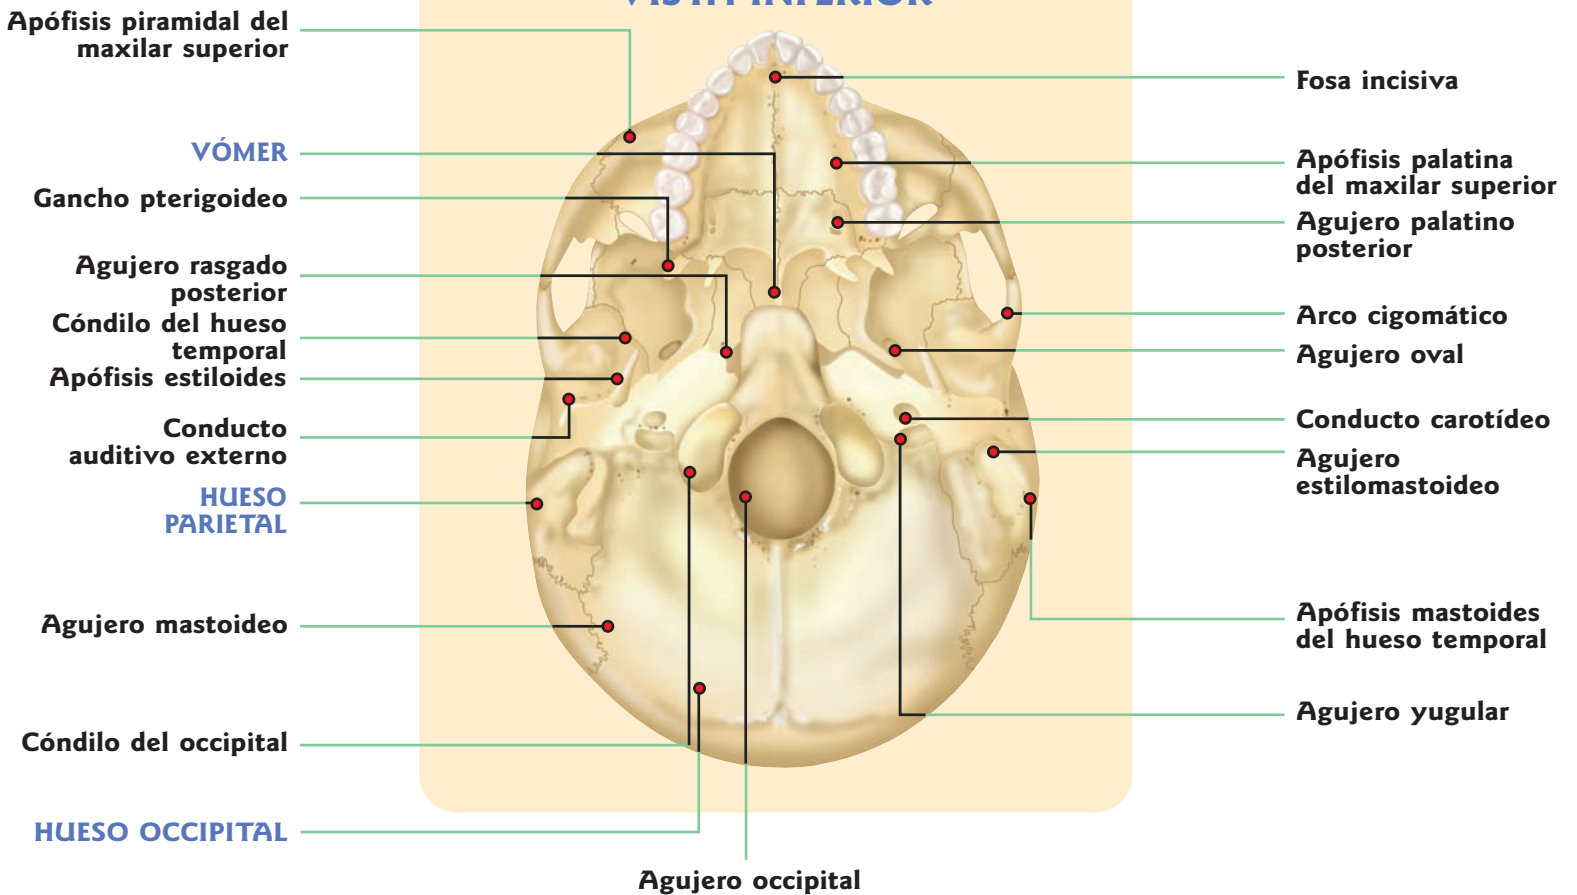 VISTA INFERIOR
Apófisis piramidal del
maxilar superior
VÓMER
Gancho pterigoideo
Agujero rasgado
posterior
Cóndilo del hueso
temporal
Apófisis estiloides
Conducto
auditivo externo
HUESO
PARIETAL
Agujero mastoideo
Cóndilo del occipital
HUESO OCCIPITAL
Agujero occipital
Fosa incisiva
Apófisis palatina
del maxilar superior
Agujero palatino
posterior
Arco cigomático
Agujero oval
Conducto carotídeo
Agujero
estilomastoideo
Apófisis mastoides
del hueso temporal
Agujero yugular